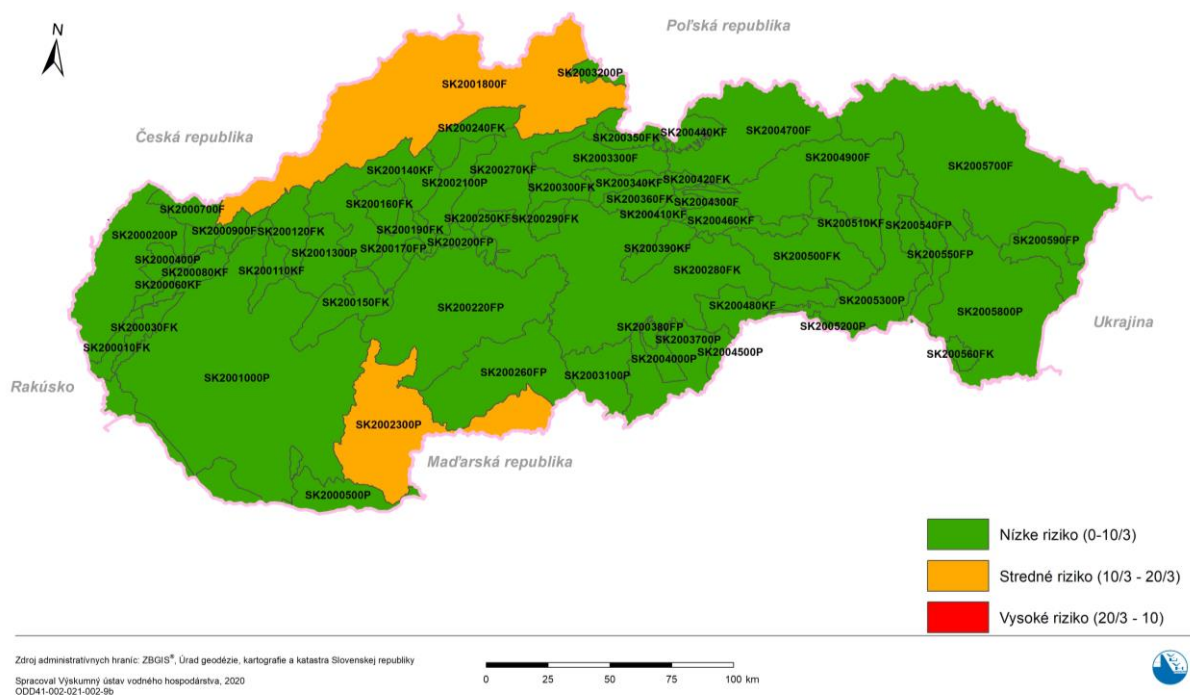 N
Poľská republika
SK2003200P
SK2001800F
Česká republika
SK200240FK
SK200350FK
SK200440KF
SK2004700F
SK2003300F
SK2004900F
SK2005700F
SK200140KF
SK200270KF
SK2002100P
SK200300FK
SK200340KF
SK200420FK
SK200160FK
SK200360FK
SK2004300F
SK2000700F
SK200250KF
SK200290FK
SK200410KF
SK200460KF
SK200510KF
SK200540FP
SK2000200P
SK2000900F
SK200120FK
SK200190FK
SK200200FP
SK200170FP
SK2001300P
SK200390KF
SK200590FP
SK2000400P
SK200080KF
SK200110KF
SK200280FK
SK200500FK
SK200550FP
SK200060KF
SK200150FK
SK200220FP
SK200480KF
SK2005300P
SK2005800P
Ukrajina
SK200030FK
SK200380FP
SK2005200P
SK200010FK
SK2003700P
SK2004000P
SK2004500P
SK200560FK
SK2001000P
SK200260FP
SK2003100P
Rakúsko
SK2002300P
Maďarská republika
SK2000500P
Nízke riziko (0-10/3)
Stredné riziko (10/3 - 20/3)
Vysoké riziko (20/3 - 10)
Zdroj administratívnych hraníc: ZBGIS®, Úrad geodézie, kartografie a katastra Slovenskej republiky
Spracoval Výskumný ústav vodného hospodárstva, 2020
ODD41-002-021-002-9b
0 25 50 75 100 km